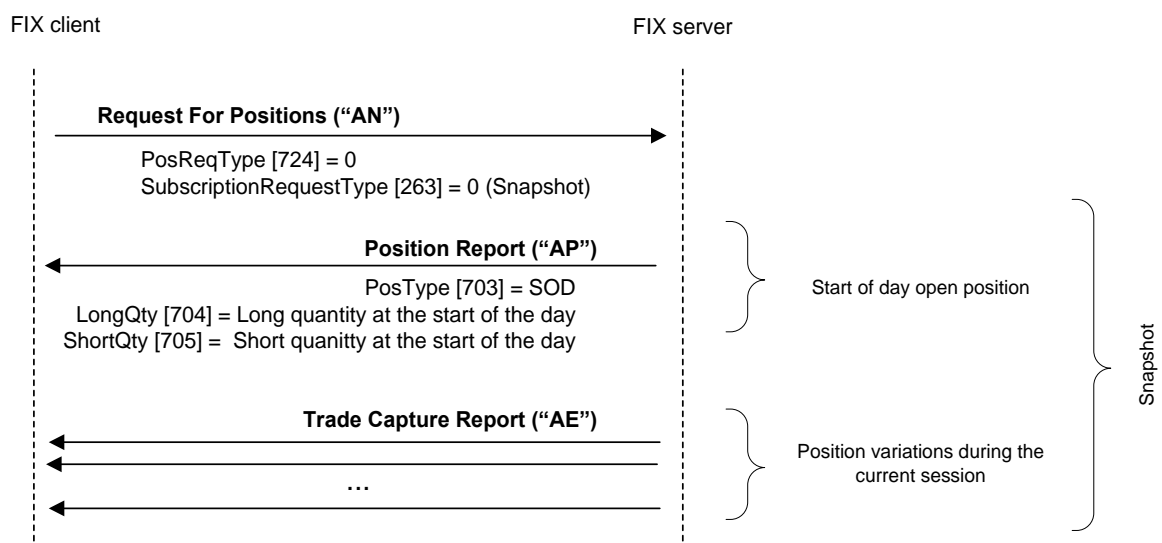 FIX client
FIX server
Request For Positions (“AN”)
PosReqType [724] = 0
SubscriptionRequestType [263] = 0 (Snapshot)
Position Report (“AP”)
PosType [703] = SOD
LongQty [704] = Long quantity at the start of the day
ShortQty [705] =  Short quanitty at the start of the day
Start of day open position
Trade Capture Report (“AE”)
...
Position variations during the
current session
Snapshot